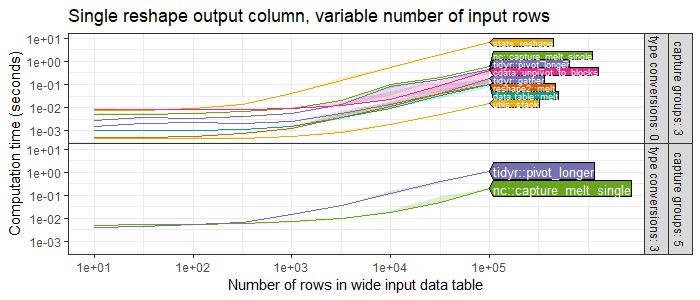 Single reshape output column, variable number of input rows
Computation time (seconds)
1e+01
1e+00
1e-01
1e-02
1e-03
stats::reshape
nc::capture_melt_single
tidyr::pivot_longer
cdata::unpivot_to_blocks
tidyr::gather
reshape2::melt
data.table::melt
capture groups: 3
type conversions: 0
1e+01
1e+00
1e-01
1e-02
1e-03
tidyr::pivot_longer
nc::capture_melt_single
capture groups: 5
type conversions: 3
1e+01
1e+02
1e+03
1e+04
1e+05
Number of rows in wide input data table